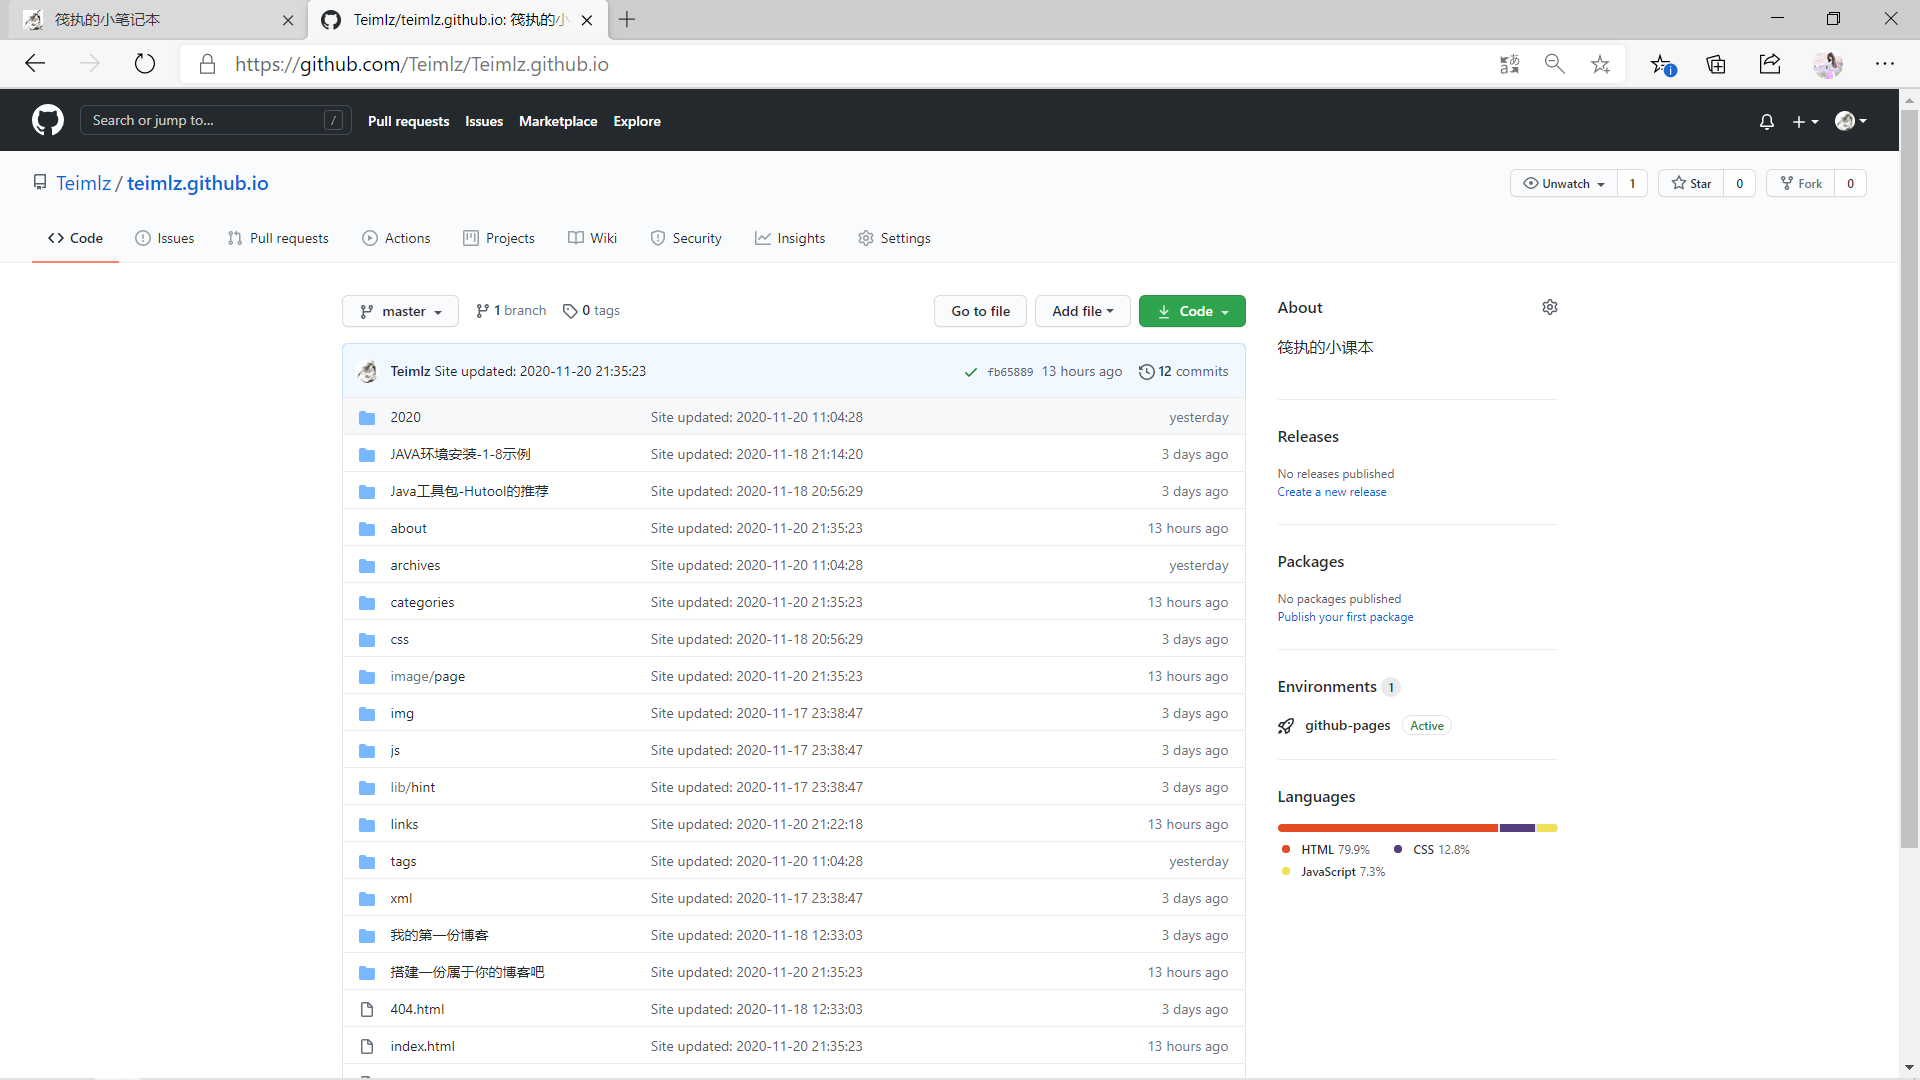 筏执的小笔记本
Teimlz/teimlz.github.io: 筏执的小
https://github.com/Teimlz/Teimlz.github.io
Search or jump to... /
Pull requests Issues Marketplace Explore
Teimlz / teimlz.github.io
Unwatch 1 Star 0 Fork 0
Code Issues Pull requests Actions Projects Wiki Security Insights Settings
master 1 branch 0 tags Go to file Add file Code
Teimlz Site updated: 2020-11-20 21:35:23 fb65889 13 hours ago 12 commits
2020 Site updated: 2020-11-20 11:04:28 yesterday
JAVA环境安装-1-8示例 Site updated: 2020-11-18 21:14:20 3 days ago
Java工具包-Hutool的推荐 Site updated: 2020-11-18 20:56:29 3 days ago
about Site updated: 2020-11-20 21:35:23 13 hours ago
archives Site updated: 2020-11-20 11:04:28 yesterday
categories Site updated: 2020-11-20 21:35:23 13 hours ago
css Site updated: 2020-11-18 20:56:29 3 days ago
image/page Site updated: 2020-11-20 21:35:23 13 hours ago
img Site updated: 2020-11-17 23:38:47 3 days ago
js Site updated: 2020-11-17 23:38:47 3 days ago
lib/hint Site updated: 2020-11-17 23:38:47 3 days ago
links Site updated: 2020-11-20 21:22:18 13 hours ago
tags Site updated: 2020-11-20 11:04:28 yesterday
xml Site updated: 2020-11-17 23:38:47 3 days ago
我的第一份博客 Site updated: 2020-11-18 12:33:03 3 days ago
搭建一份属于你的博客吧 Site updated: 2020-11-20 21:35:23 13 hours ago
404.html Site updated: 2020-11-18 12:33:03 3 days ago
index.html Site updated: 2020-11-20 21:35:23 13 hours ago
About
筏执的小课本
Releases
No releases published
Create a new release
Packages
No packages published
Publish your first package
Environments 1
github-pages Active
Languages
HTML 79.9% CSS 12.8%
JavaScript 7.3%